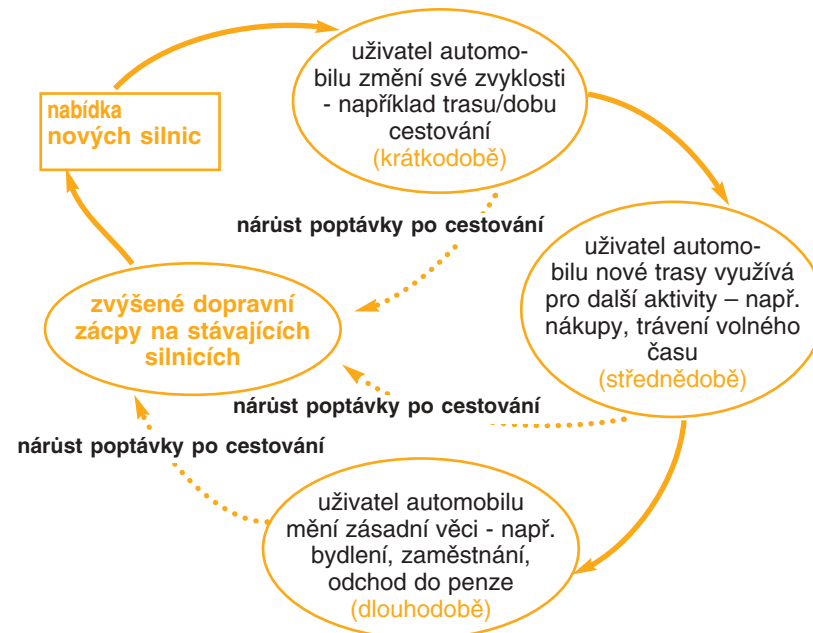 uživatel automo-
bilu změní své zvyklosti
- například trasu/dobu
cestování
(krátkodobě)
nabídka
nových silnic
nárůst poptávky po cestování
uživatel automo-
bilu nové trasy využívá
pro další aktivity – např.
nákupy, trávení volného
času
(střednědobě)
zvýšené dopravní
zácpy na stávajících
silnicích
nárůst poptávky po cestování
nárůst poptávky po cestování
uživatel automobilu
mění zásadní věci - např.
bydlení, zaměstnání,
odchod do penze
(dlouhodobě)